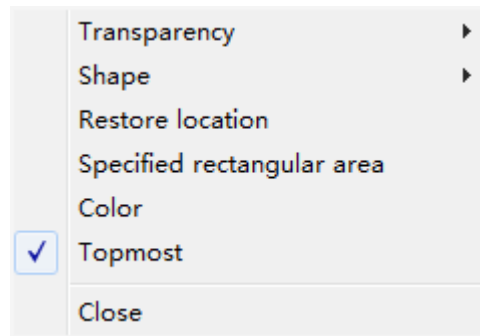 Transparency
Shape
Restore location
Specified rectangular area
Color
Topmost
Close